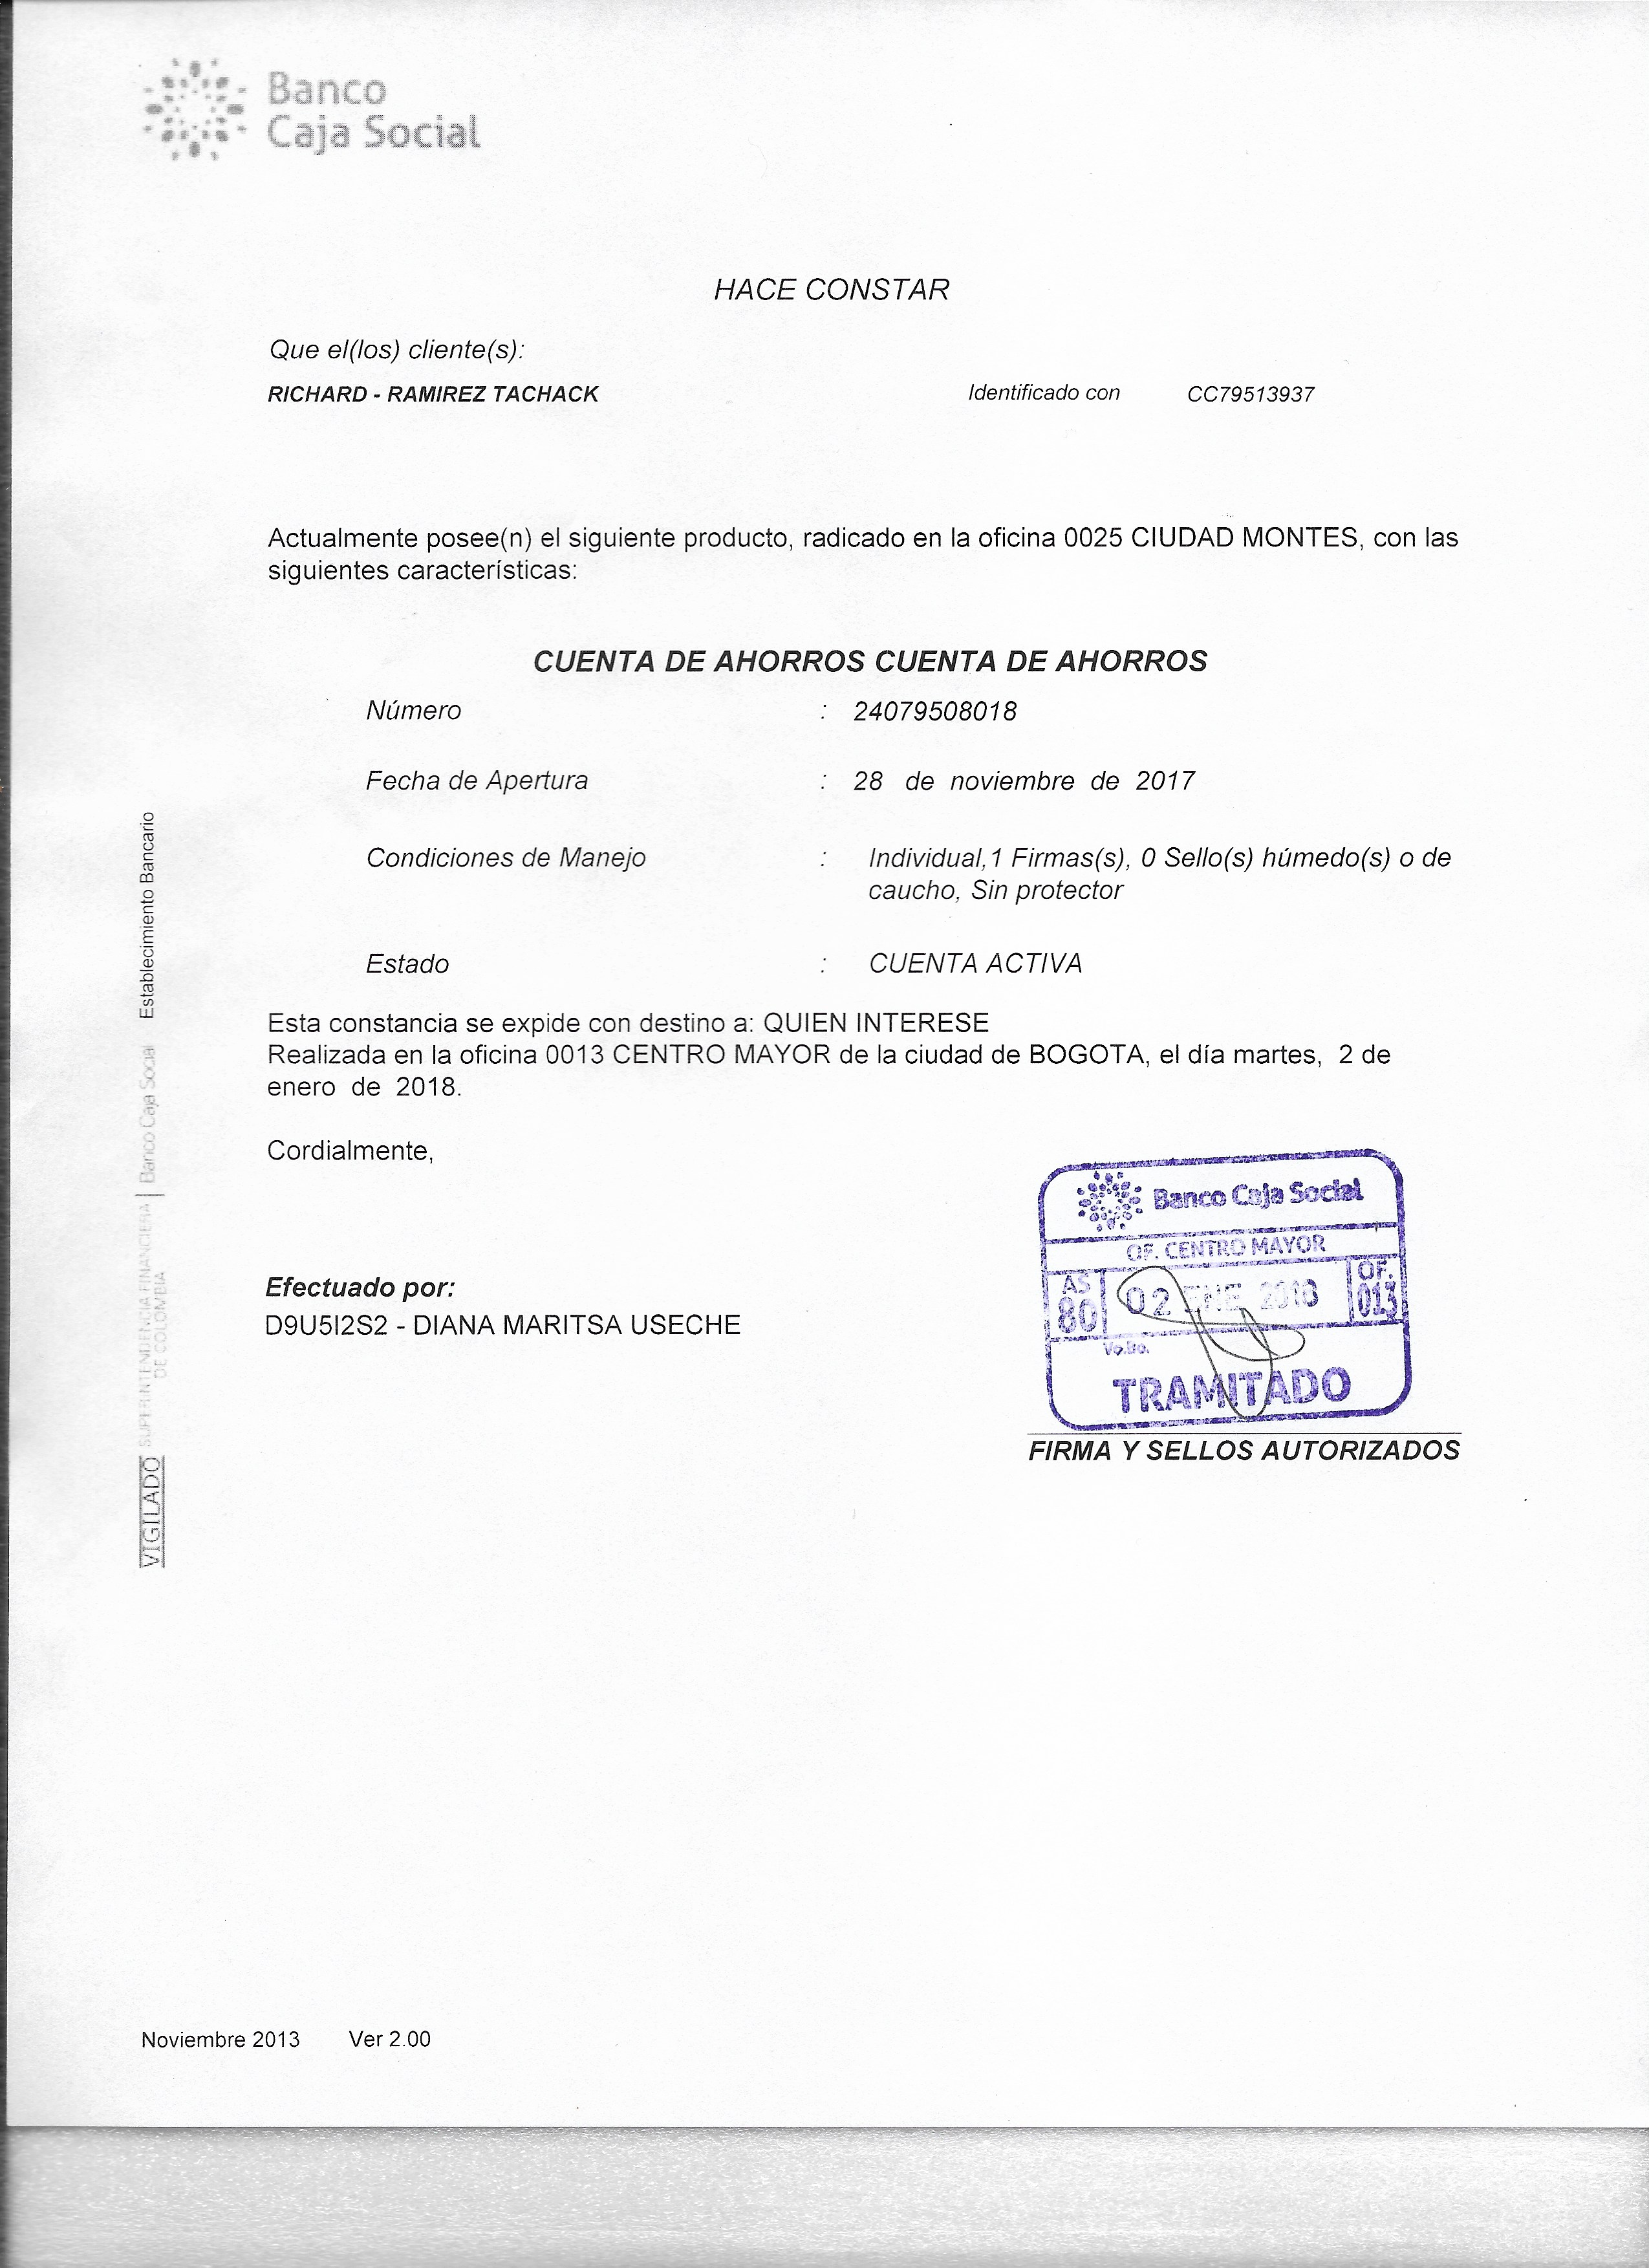 Banco
Caja Social
HACE CONSTAR
Que el(los) cliente(s):
RICHARD - RAMIREZ TACHACK Identificado con CC79513937
Actualmente posee(n) el siguiente producto, radicado en la oficina 0025 CIUDAD MONTES, con las
siguientes características:
CUENTA DE AHORROS CUENTA DE AHORROS
Número : 24079508018
Fecha de Apertura : 28 de noviembre de 2017
Condiciones de Manejo : Individual,1 Firmas(s), 0 Sello(s) húmedo(s) o de
caucho, Sin protector
Estado : CUENTA ACTIVA
Esta constancia se expide con destino a: QUIEN INTERESE
Realizada en la oficina 0013 CENTRO MAYOR de la ciudad de BOGOTA, el día martes, 2 de
enero de 2018.
Cordialmente,
Efectuado por:
D9U5I2S2 - DIANA MARITSA USECHE
Banco Caja Social
OF. CENTRO MAYOR
AS 80 02 ENE 2018 OF. 013
Vo.Bo.
TRAMITADO
FIRMA Y SELLOS AUTORIZADOS
VIGILADO SUPERINTENDENCIA FINANCIERA DE COLOMBIA | Banco Caja Social Establecimiento Bancario
Noviembre 2013 Ver 2.00